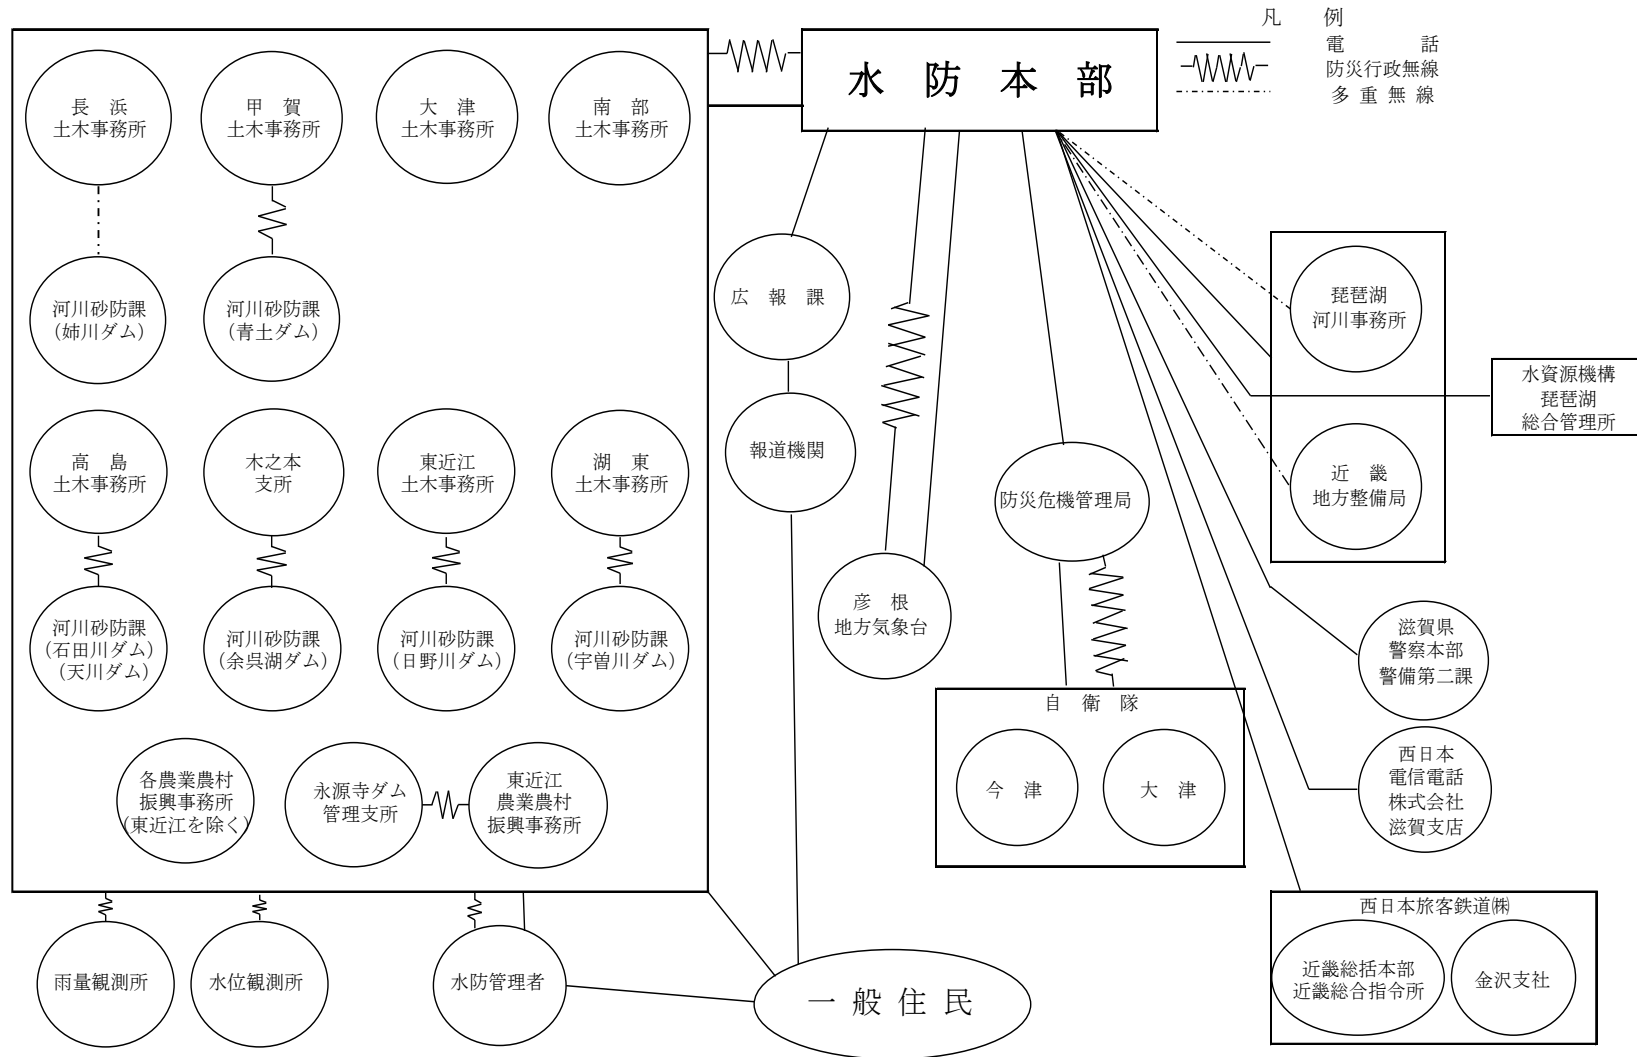 凡　例
電　話
防災行政無線
多重無線
水防本部
長浜
土木事務所
甲賀
土木事務所
大津
土木事務所
南部
土木事務所
河川砂防課
(姉川ダム)
河川砂防課
(青土ダム)
高島
土木事務所
木之本
支所
東近江
土木事務所
湖東
土木事務所
河川砂防課
(石田川ダム)
(天川ダム)
河川砂防課
(余呉湖ダム)
河川砂防課
(日野川ダム)
河川砂防課
(宇曽川ダム)
各農業農村
振興事務所
(東近江を除く)
永源寺ダム
管理支所
東近江
農業農村
振興事務所
雨量観測所
水位観測所
水防管理者
一般住民
広報課
報道機関
彦根
地方気象台
防災危機管理局
自衛隊
今津
大津
琵琶湖
河川事務所
近畿
地方整備局
水資源機構
琵琶湖
総合管理所
滋賀県
警察本部
警備第二課
西日本
電信電話
株式会社
滋賀支店
西日本旅客鉄道㈱
近畿総括本部
近畿総合指令所
金沢支社